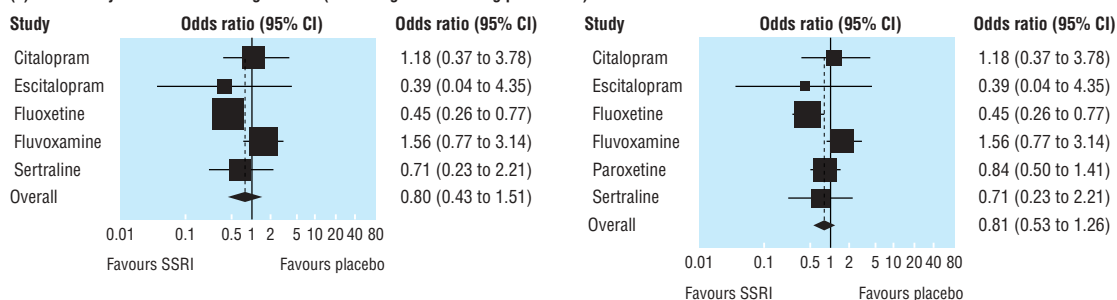 Study Odds ratio (95% CI) Odds ratio (95% CI)
Citalopram 1.18 (0.37 to 3.78)
Escitalopram 0.39 (0.04 to 4.35)
Fluoxetine 0.45 (0.26 to 0.77)
Fluvoxamine 1.56 (0.77 to 3.14)
Sertraline 0.71 (0.23 to 2.21)
Overall 0.80 (0.43 to 1.51)
0.01 0.1 0.5 1 2 5 10 20 40 80
Favours SSRI Favours placebo
Study Odds ratio (95% CI) Odds ratio (95% CI)
Citalopram 1.18 (0.37 to 3.78)
Escitalopram 0.39 (0.04 to 4.35)
Fluoxetine 0.45 (0.26 to 0.77)
Fluvoxamine 1.56 (0.77 to 3.14)
Paroxetine 0.84 (0.50 to 1.41)
Sertraline 0.71 (0.23 to 2.21)
Overall 0.81 (0.53 to 1.26)
0.01 0.1 0.5 1 2 5 10 20 40 80
Favours SSRI Favours placebo